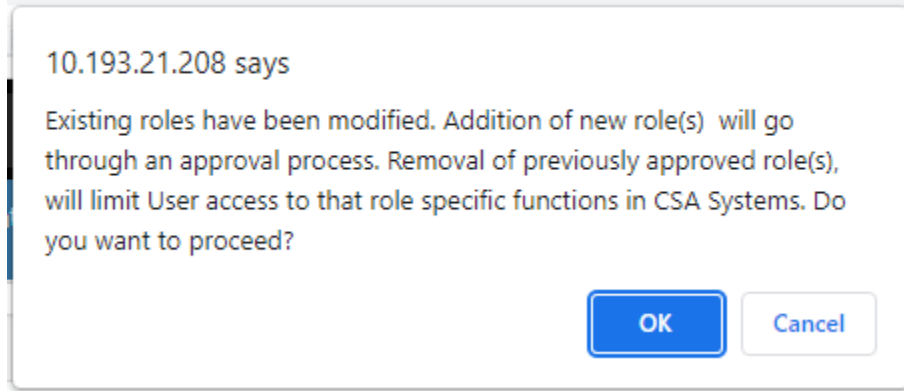 10.193.21.208 says
Existing roles have been modified. Addition of new role(s)  will go
through an approval process. Removal of previously approved role(s),
will limit User access to that role specific functions in CSA Systems. Do
you want to proceed?
OK
Cancel